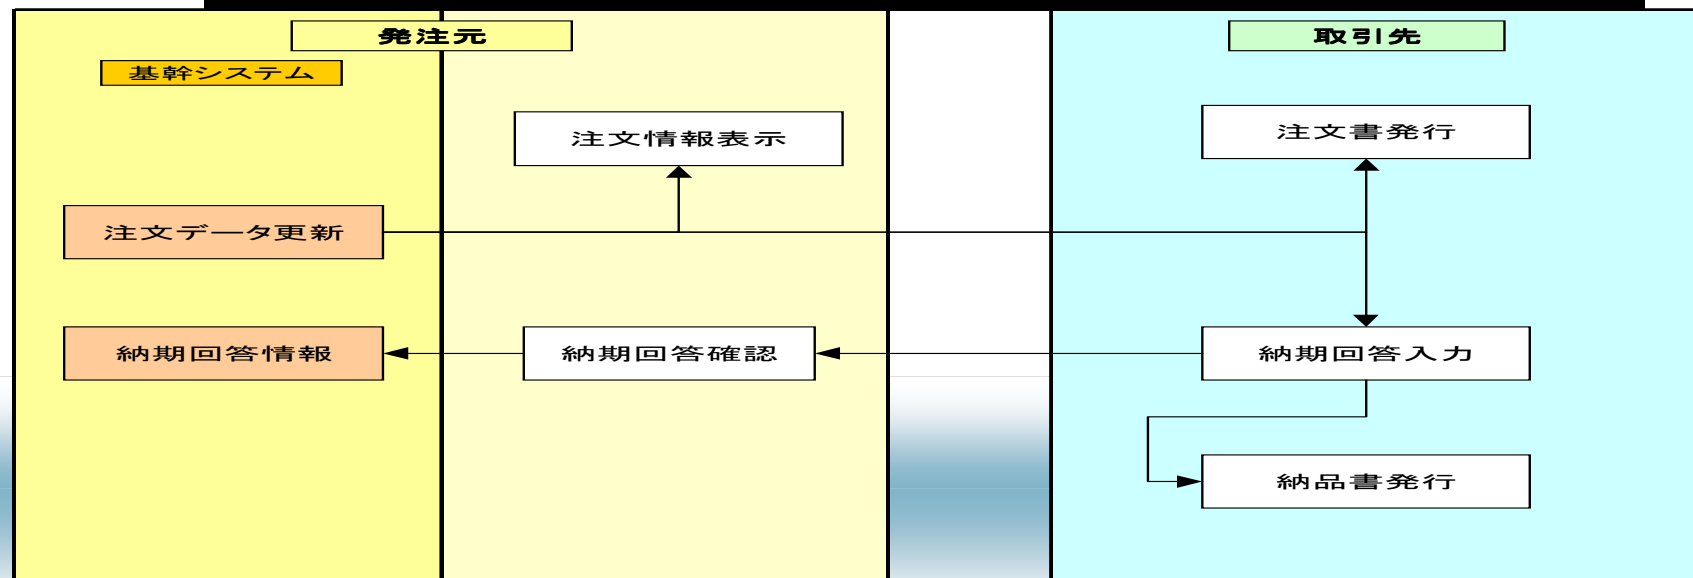 発注元
取引先
基幹システム
注文情報表示
注文書発行
注文データ更新
納期回答情報
納期回答確認
納期回答入力
納品書発行